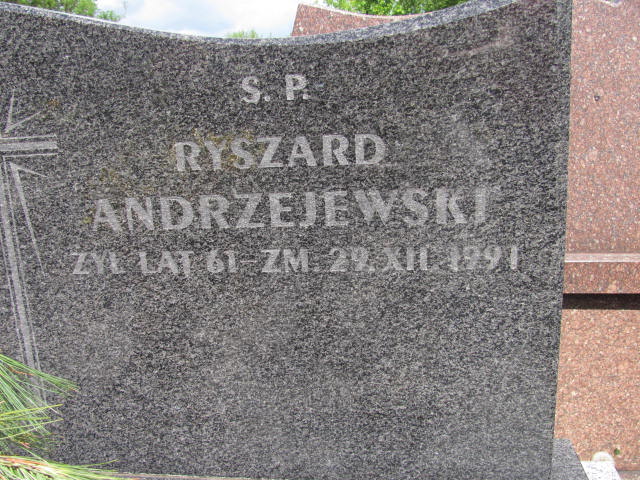 S. P.
RYSZARD
ANDRZEJEWSKI
ŻYŁ LAT 61 – ZM. 29. XII. 1991